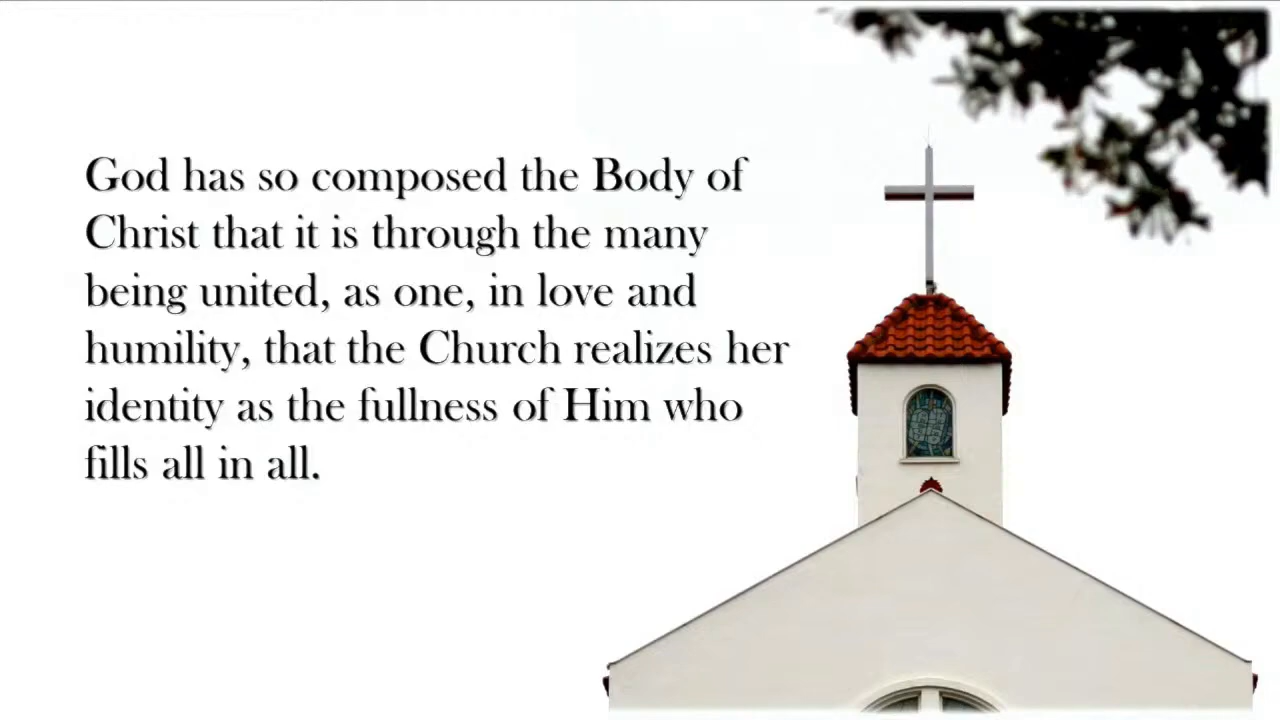 God has so composed the Body of
Christ that it is through the many
being united, as one, in love and
humility, that the Church realizes her
identity as the fullness of Him who
fills all in all.